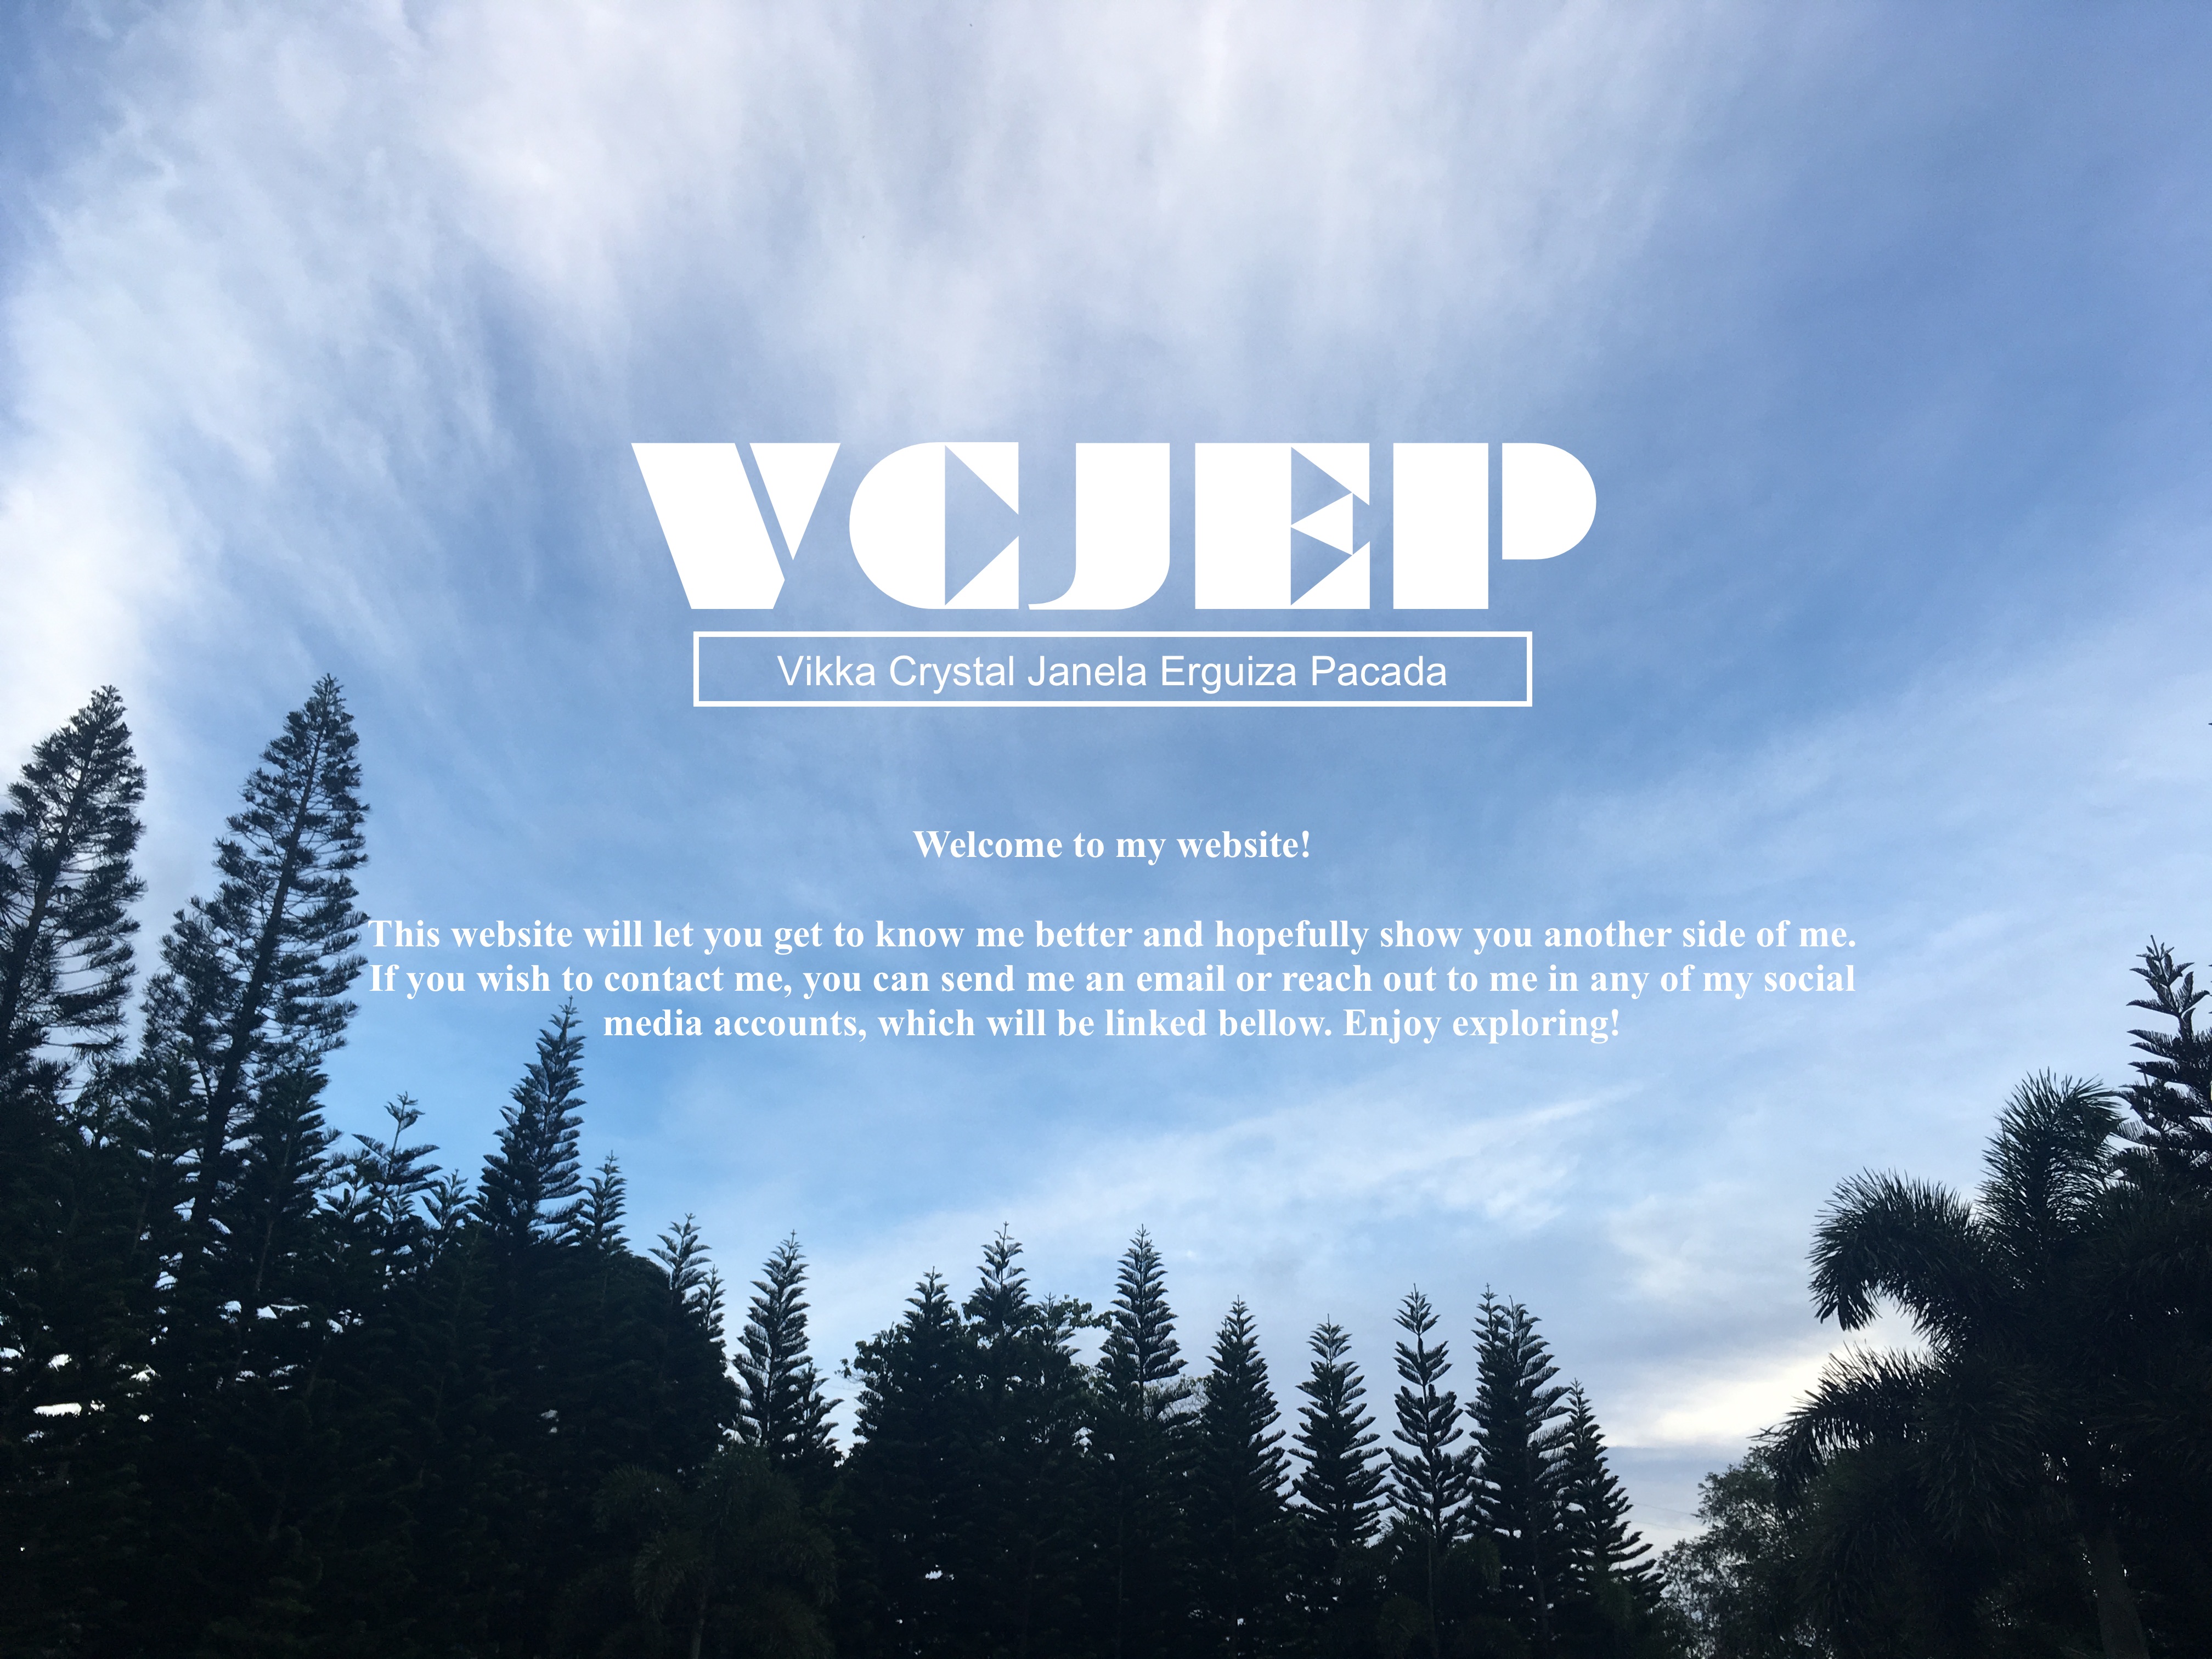 VCJEP
Vikka Crystal Janela Erguiza Pacada
Welcome to my website!
This website will let you get to know me better and hopefully show you another side of me.
If you wish to contact me, you can send me an email or reach out to me in any of my social
media accounts, which will be linked bellow. Enjoy exploring!